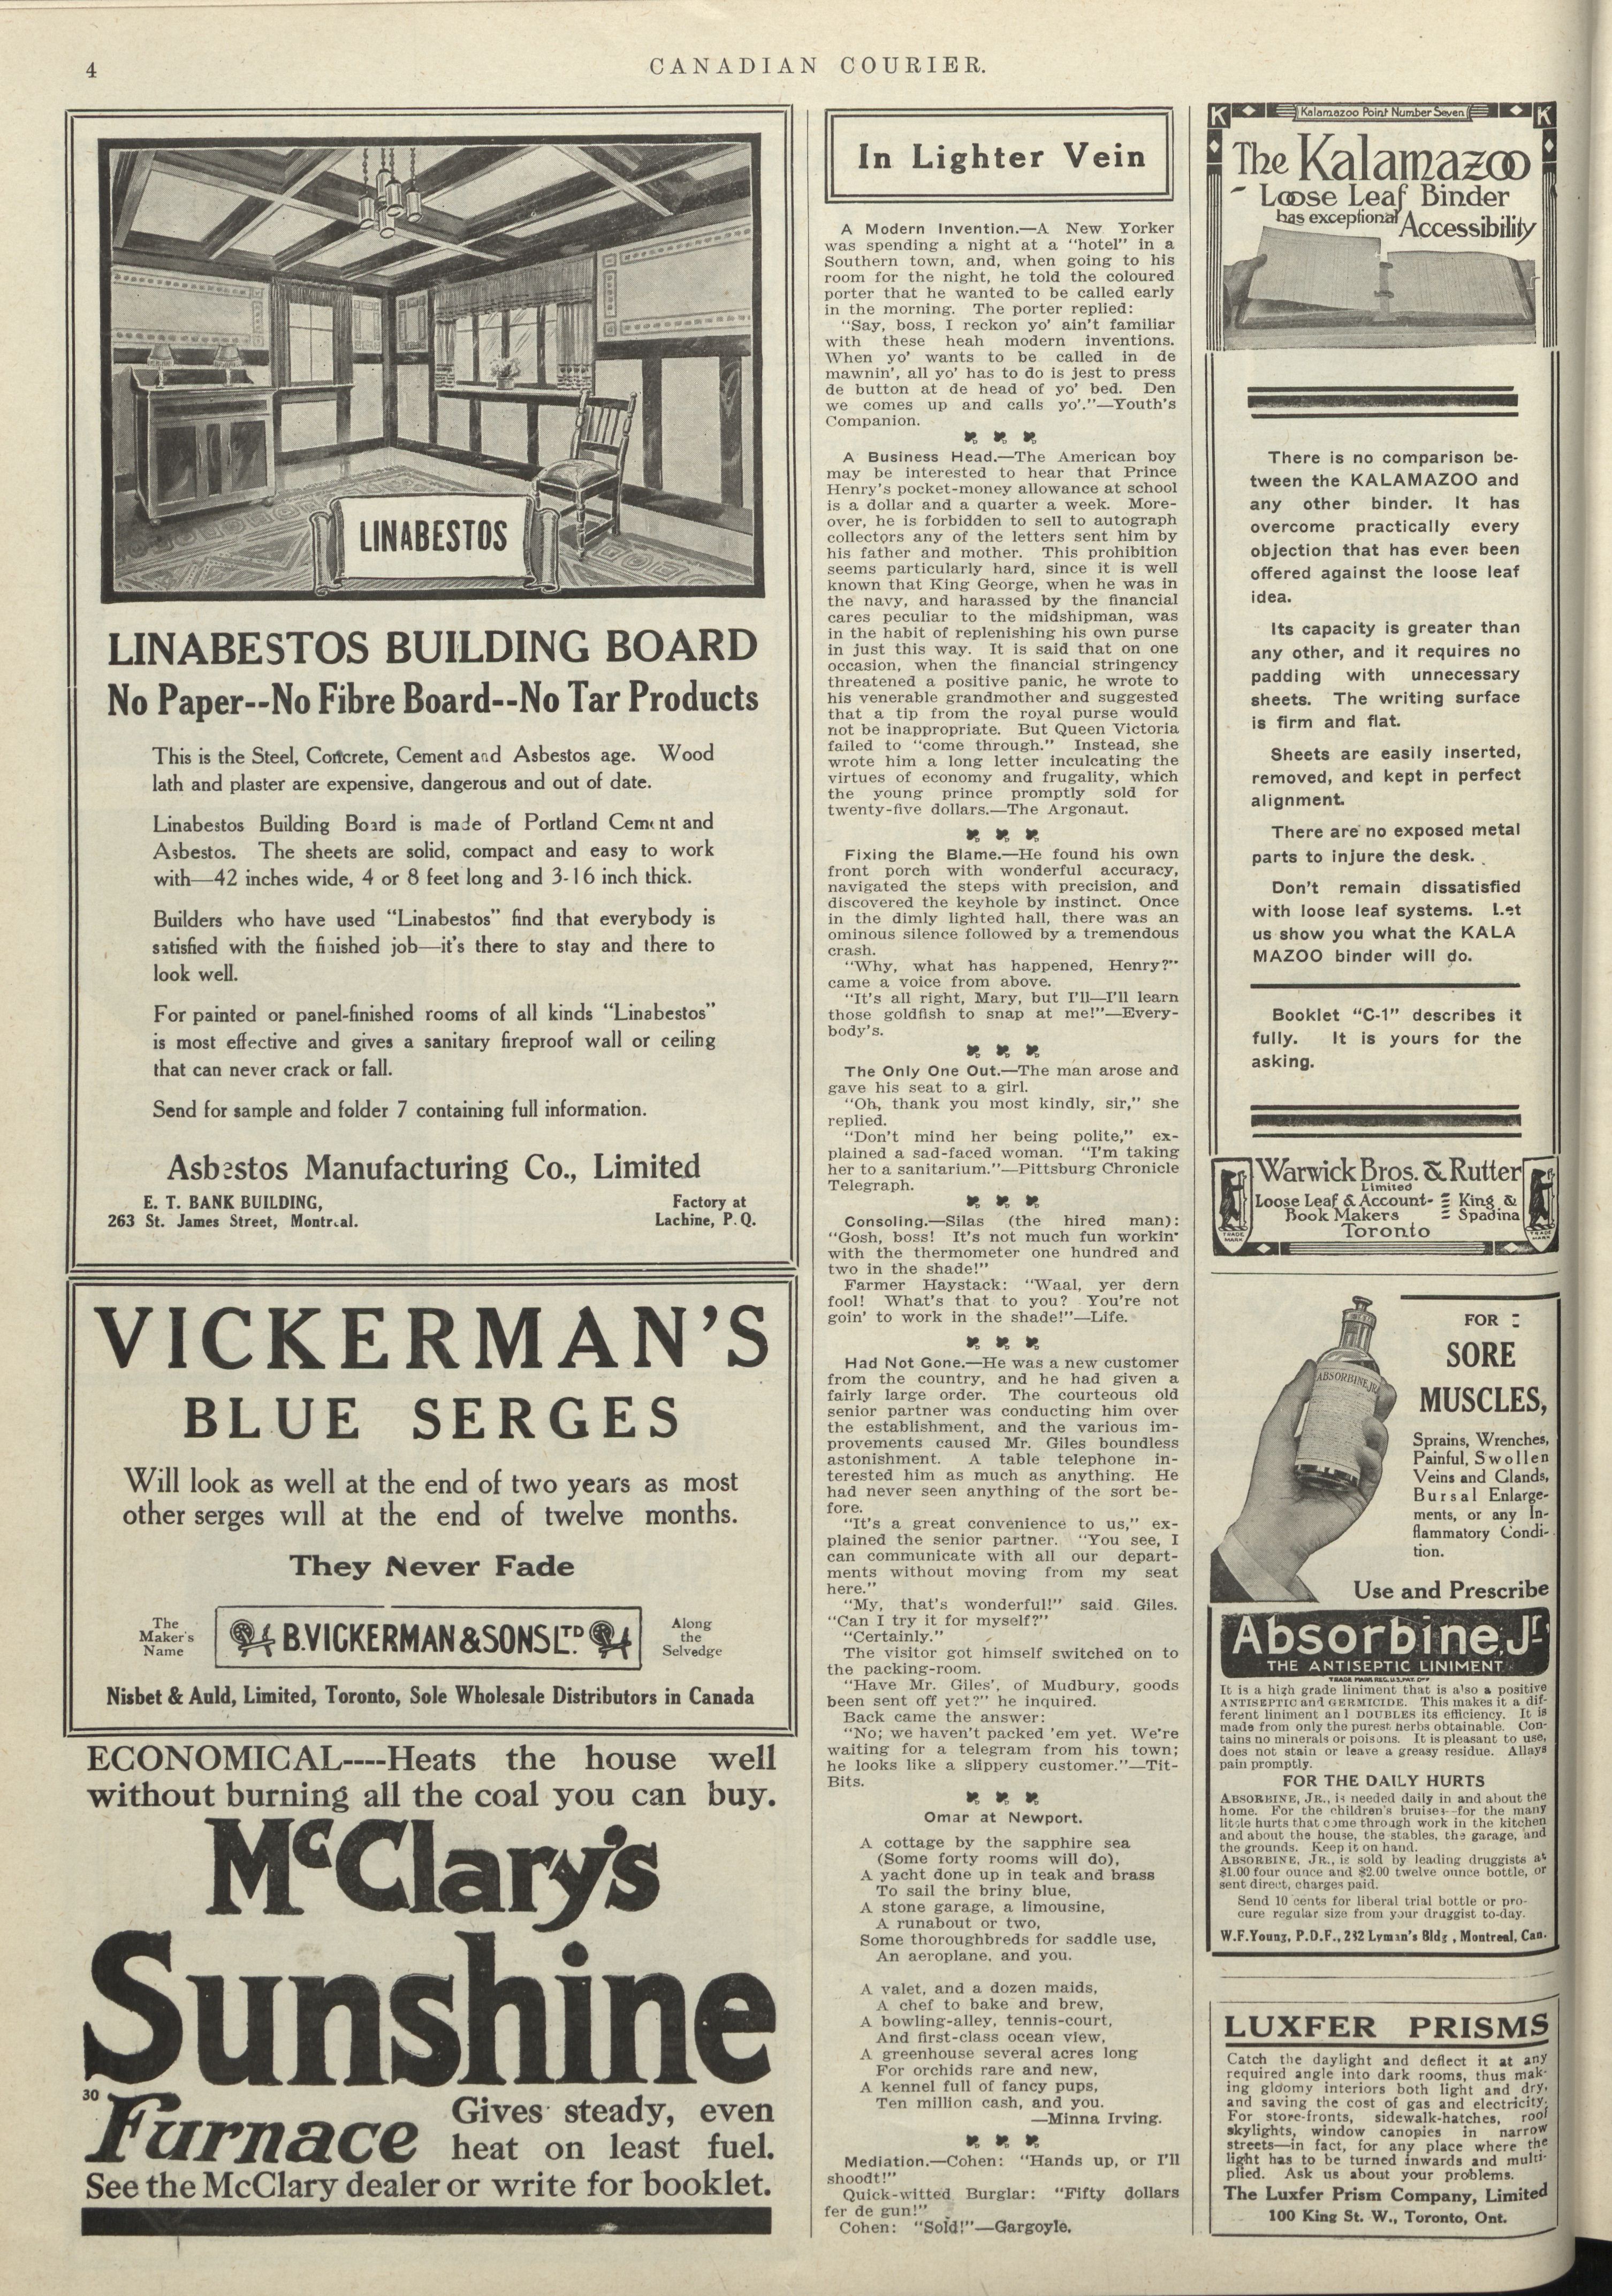 4
CANADIAN COURIER.
LINABESTOS
LINABESTOS BUILDING BOARD
No Paper--No Fibre Board--No Tar Products
This is the Steel, Concrete, Cement and Asbestos age. Wood
lath and plaster are expensive, dangerous and out of date.
Linabestos Building Board is made of Portland Cement and
Asbestos. The sheets are solid, compact and easy to work
with—42 inches wide, 4 or 8 feet long and 3-16 inch thick.
Builders who have used "Linabestos" find that everybody is
satisfied with the finished job—it's there to stay and there to
look well.
For painted or panel-finished rooms of all kinds "Linabestos"
is most effective and gives a sanitary fireproof wall or ceiling
that can never crack or fall.
Send for sample and folder 7 containing full information.
Asbestos Manufacturing Co., Limited
E. T. BANK BUILDING,
263 St. James Street, Montreal.
Factory at
Lachine, P.Q.
VICKERMAN'S
BLUE SERGES
Will look as well at the end of two years as most
other serges will at the end of twelve months.
They Never Fade
The
Maker's
Name
B.VICKERMAN&SONS LTD.
Along
the
Selvedge
Nisbet & Auld, Limited, Toronto, Sole Wholesale Distributors in Canada
ECONOMICAL----Heats the house well
without burning all the coal you can buy.
McClary's
Sunshine
30
Furnace
Gives steady, even
heat on least fuel.
See the McClary dealer or write for booklet.
In Lighter Vein
A Modern Invention.—A New Yorker
was spending a night at a "hotel" in a
Southern town, and, when going to his
room for the night, he told the coloured
porter that he wanted to be called early
in the morning. The porter replied:
"Say, boss, I reckon yo' ain't familiar
with these heah modern inventions.
When yo' wants to be called in de
mawnin', all yo' has to do is jest to press
de button at de head of yo' bed. Den
we comes up and calls yo'."—Youth's
Companion.
A Business Head.—The American boy
may be interested to hear that Prince
Henry's pocket-money allowance at school
is a dollar and a quarter a week. More-
over, he is forbidden to sell to autograph
collectors any of the letters sent him by
his father and mother. This prohibition
seems particularly hard, since it is well
known that King George, when he was in
the navy, and harassed by the financial
cares peculiar to the midshipman, was
in the habit of replenishing his own purse
in just this way. It is said that on one
occasion, when the financial stringency
threatened a positive panic, he wrote to
his venerable grandmother and suggested
that a tip from the royal purse would
not be inappropriate. But Queen Victoria
failed to "come through." Instead, she
wrote him a long letter inculcating the
virtues of economy and frugality, which
the young prince promptly sold for
twenty-five dollars.—The Argonaut.
Fixing the Blame.—He found his own
front porch with wonderful accuracy,
navigated the steps with precision, and
discovered the keyhole by instinct. Once
in the dimly lighted hall, there was an
ominous silence followed by a tremendous
crash.
"Why, what has happened, Henry?"
came a voice from above.
"It's all right, Mary, but I'll—I'll learn
those goldfish to snap at me!"—Every-
body's.
The Only One Out.—The man arose and
gave his seat to a girl.
"Oh, thank you most kindly, sir," she
replied.
"Don't mind her being polite," ex-
plained a sad-faced woman. "I'm taking
her to a sanitarium."—Pittsburg Chronicle
Telegraph.
Consoling.—Silas (the hired man):
"Gosh, boss! It's not much fun workin'
with the thermometer one hundred and
two in the shade!"
Farmer Haystack: "Waal, yer dern
fool! What's that to you? You're not
goin' to work in the shade!"—Life.
Had Not Gone.—He was a new customer
from the country, and he had given a
fairly large order. The courteous old
senior partner was conducting him over
the establishment, and the various im-
provements caused Mr. Giles boundless
astonishment. A table telephone in-
terested him as much as anything. He
had never seen anything of the sort be-
fore.
"It's a great convenience to us," ex-
plained the senior partner. "You see, I
can communicate with all our depart-
ments without moving from my seat
here."
"My, that's wonderful!" said Giles.
"Can I try it for myself?"
"Certainly."
The visitor got himself switched on to
the packing-room.
"Have Mr. Giles', of Mudbury, goods
been sent off yet?" he inquired.
Back came the answer:
"No; we haven't packed 'em yet. We're
waiting for a telegram from his town;
he looks like a slippery customer."—Tit-
Bits.
Omar at Newport.
A cottage by the sapphire sea
(Some forty rooms will do),
A yacht done up in teak and brass
To sail the briny blue,
A stone garage, a limousine,
A runabout or two,
Some thoroughbreds for saddle use,
An aeroplane, and you.
A valet, and a dozen maids,
A chef to bake and brew,
A bowling-alley, tennis-court,
And first-class ocean view,
A greenhouse several acres long
For orchids rare and new,
A kennel full of fancy pups,
Ten million cash, and you.
—Minna Irving.
Mediation.—Cohen: "Hands up, or I'll
shoodt!"
Quick-witted Burglar: "Fifty dollars
fer de gun!"
Cohen: "Sold!"—Gargoyle.
K Kalamazoo Point Number Seven K
The Kalamazoo
Loose Leaf Binder
has exceptional Accessibility
There is no comparison be-
tween the KALAMAZOO and
any other binder. It has
overcome practically every
objection that has ever been
offered against the loose leaf
idea.
Its capacity is greater than
any other, and it requires no
padding with unnecessary
sheets. The writing surface
is firm and flat.
Sheets are easily inserted,
removed, and kept in perfect
alignment.
There are no exposed metal
parts to injure the desk.
Don't remain dissatisfied
with loose leaf systems. Let
us show you what the KALA
MAZOO binder will do.
Booklet "C-1" describes it
fully. It is yours for the
asking.
Warwick Bros. & Rutter
Limited
Loose Leaf & Account-
Book Makers
King &
Spadina
Toronto
TRADE MARK
TRADE MARK
FOR
SORE
MUSCLES,
ABSORBINE JR
Sprains, Wrenches,
Painful, Swollen
Veins and Glands,
Bursal Enlarge-
ments, or any In-
flammatory Condi-
tion.
Use and Prescribe
Absorbine, Jr.
THE ANTISEPTIC LINIMENT
TRADE MARK REG. U.S. PAT. OFF
It is a high grade liniment that is also a positive
ANTISEPTIC and GERMICIDE. This makes it a dif-
ferent liniment and DOUBLES its efficiency. It is
made from only the purest herbs obtainable. Con-
tains no minerals or poisons. It is pleasant to use,
does not stain or leave a greasy residue. Allays
pain promptly.
FOR THE DAILY HURTS
ABSORBINE, JR., is needed daily in and about the
home. For the children's bruises—for the many
little hurts that come through work in the kitchen
and about the house, the stables, the garage, and
the grounds. Keep it on hand.
ABSORBINE, JR., is sold by leading druggists at
$1.00 four ounce and $2.00 twelve ounce bottle, or
sent direct, charges paid.
Send 10 cents for liberal trial bottle or pro-
cure regular size from your druggist to-day.
W.F.Young, P.D.F., 232 Lyman's Bldg., Montreal, Can.
LUXFER PRISMS
Catch the daylight and deflect it at any
required angle into dark rooms, thus mak-
ing gloomy interiors both light and dry,
and saving the cost of gas and electricity.
For store-fronts, sidewalk-hatches, roof
skylights, window canopies in narrow
streets—in fact, for any place where the
light has to be turned inwards and multi-
plied. Ask us about your problems.
The Luxfer Prism Company, Limited
100 King St. W., Toronto, Ont.